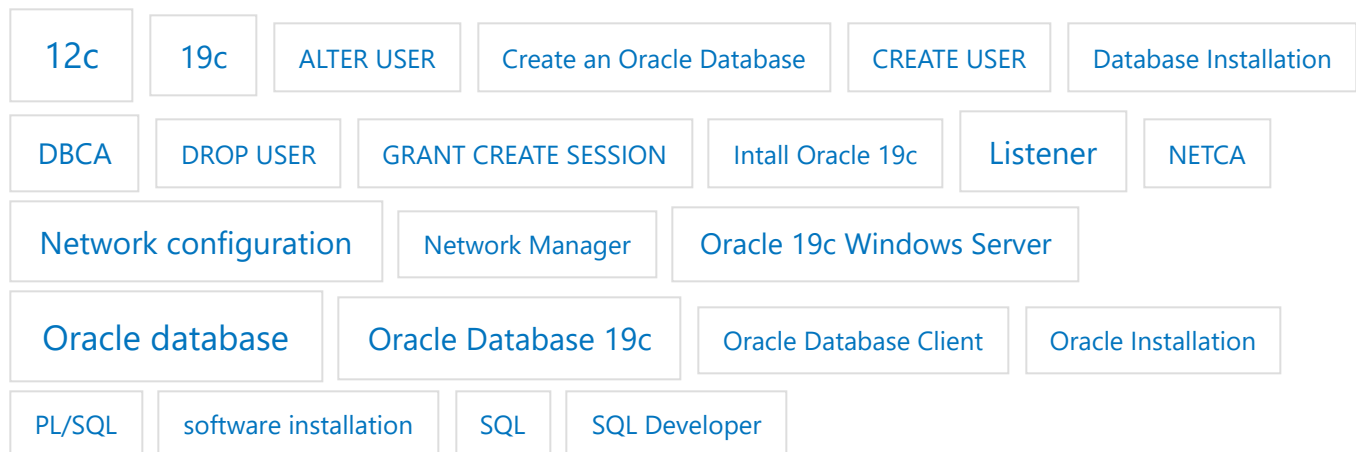 12c 19c ALTER USER Create an Oracle Database CREATE USER Database Installation
DBCA DROP USER GRANT CREATE SESSION Intall Oracle 19c Listener NETCA
Network configuration Network Manager Oracle 19c Windows Server
Oracle database Oracle Database 19c Oracle Database Client Oracle Installation
PL/SQL software installation SQL SQL Developer